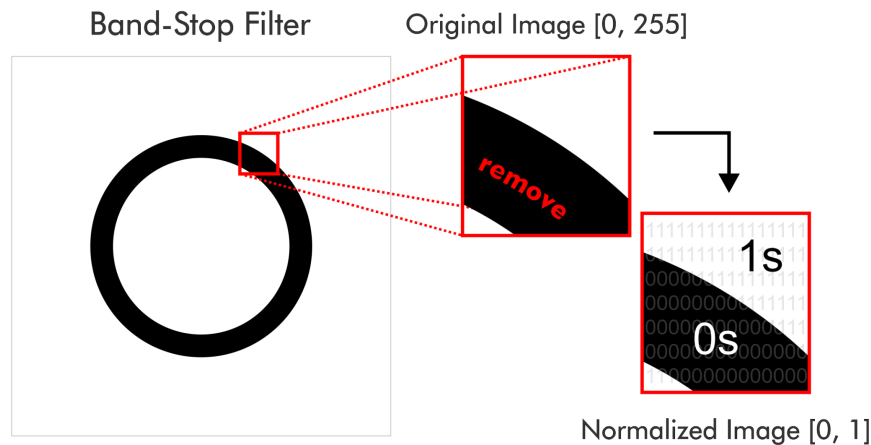 Band-Stop Filter
Original Image [0, 255]
remove
1s
0s
Normalized Image [0, 1]